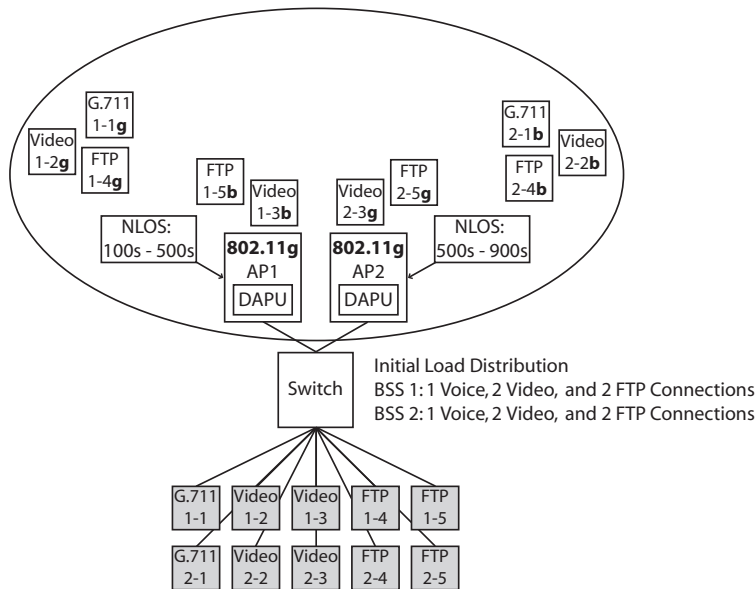 G.711
1-1g
Video
1-2g
FTP
1-4g
G.711
2-1b
Video
2-2b
FTP
2-4b
FTP
1-5b
Video
1-3b
FTP
2-5g
Video
2-3g
NLOS:
100s - 500s
NLOS:
500s - 900s
802.11g
AP1
DAPU
802.11g
AP2
DAPU
Switch
Initial Load Distribution
BSS 1: 1 Voice, 2 Video, and 2 FTP Connections
BSS 2: 1 Voice, 2 Video, and 2 FTP Connections
G.711
1-1
Video
1-2
Video
1-3
FTP
1-4
FTP
1-5
G.711
2-1
Video
2-2
Video
2-3
FTP
2-4
FTP
2-5